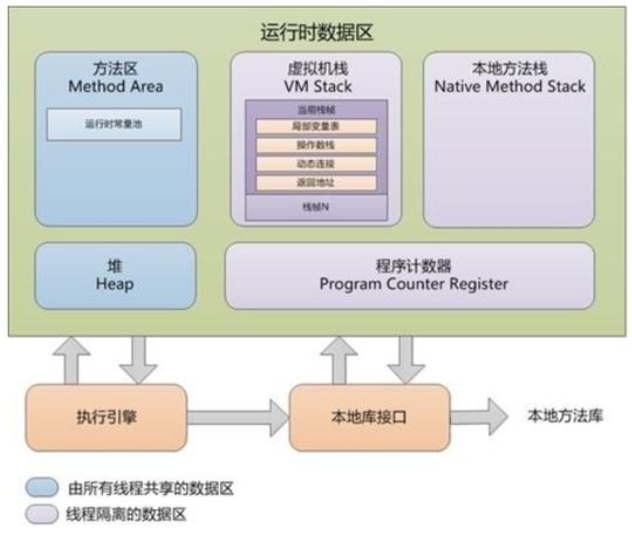 运行时数据区
方法区
Method Area
运行时常量池
虚拟机栈
VM Stack
当前栈帧
局部变量表
操作数栈
动态连接
返回地址
栈帧N
本地方法栈
Native Method Stack
堆
Heap
程序计数器
Program Counter Register
执行引擎
本地库接口
本地方法库
由所有线程共享的数据区
线程隔离的数据区